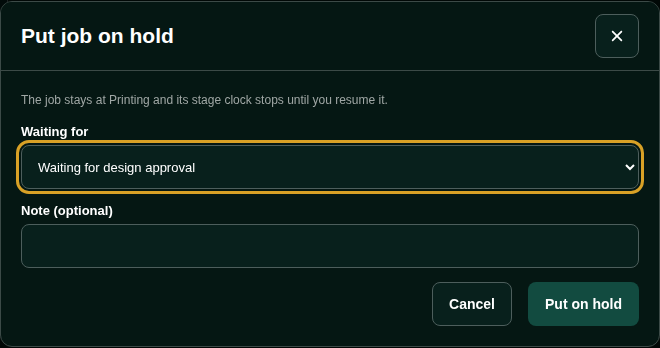 Put job on hold
The job stays at Printing and its stage clock stops until you resume it.
Waiting for
Waiting for design approval
Note (optional)
Cancel
Put on hold